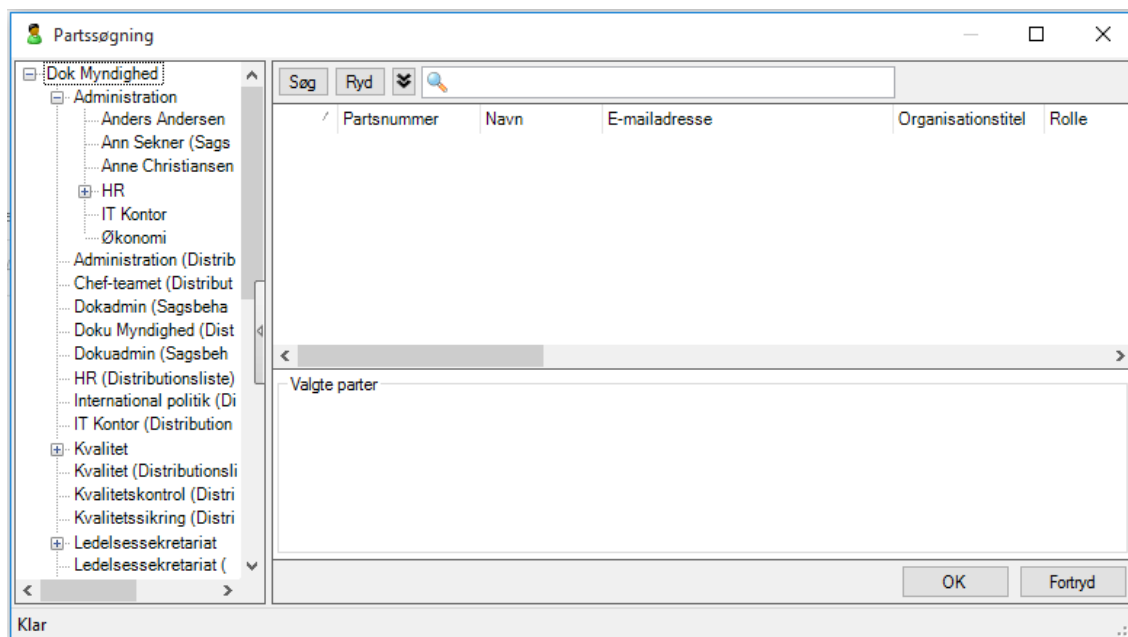 Partssøgning
Dok Myndighed
Administration
Anders Andersen
Ann Sekner (Sags
Anne Christiansen
HR
IT Kontor
Økonomi
Administration (Distrib
Chef-teamet (Distribut
Dokadmin (Sagsbeha
Doku Myndighed (Dist
Dokuadmin (Sagsbeh
HR (Distributionsliste)
International politik (Di
IT Kontor (Distribution
Kvalitet
Kvalitet (Distributionsli
Kvalitetskontrol (Distri
Kvalitetssikring (Distri
Ledelsessekretariat
Ledelsessekretariat (
Søg Ryd
Partsnummer Navn E-mailadresse Organisationstitel Rolle
Valgte parter
OK Fortryd
Klar